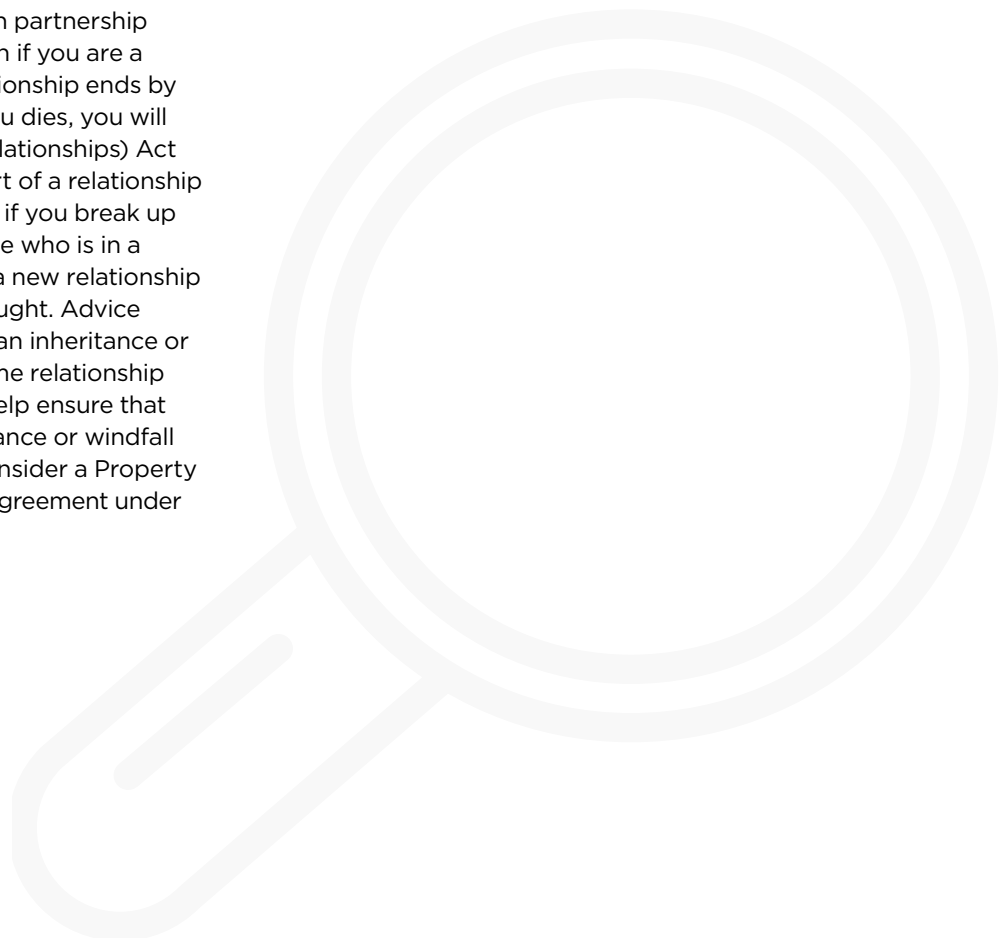 partnership
if you are a
ionship ends by
u dies, you will
lationships) Act
t of a relationship
if you break up
e who is in a
a new relationship
ught. Advice
an inheritance or
ne relationship
elp ensure that
ance or windfall
nsider a Property
greement under